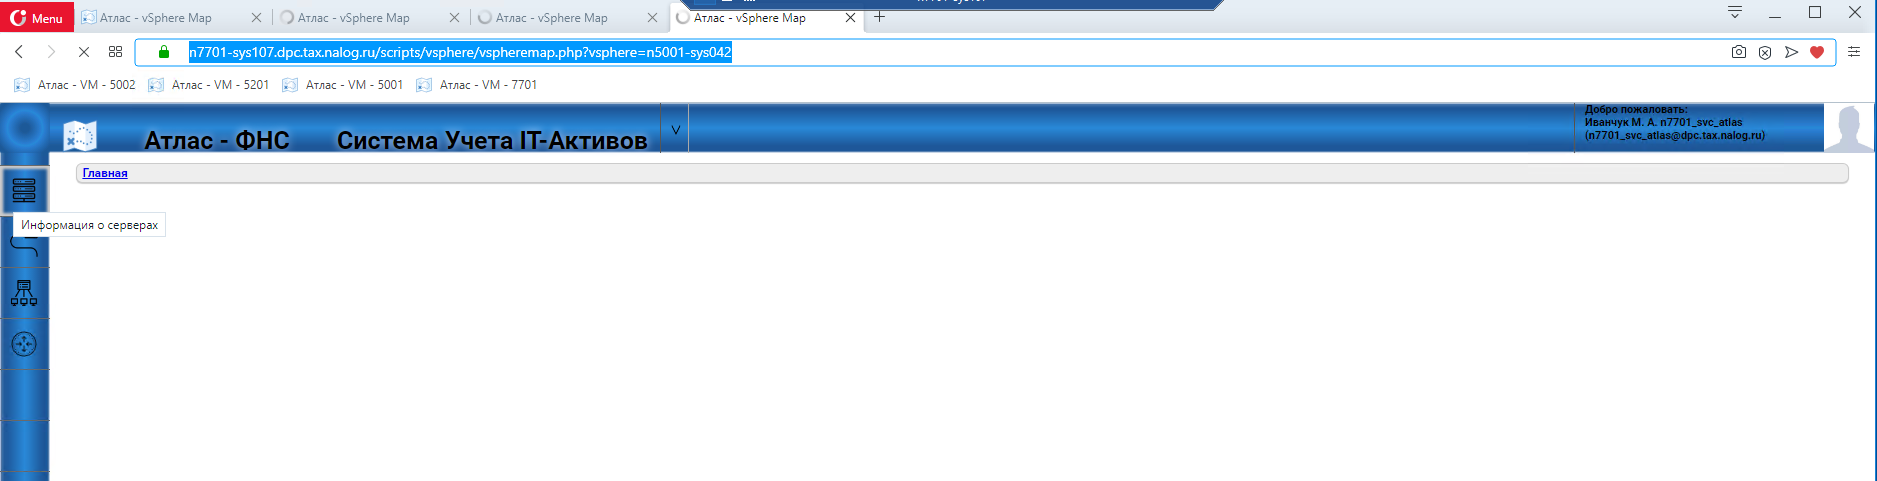 Menu
Атлас - vSphere Map
Атлас - vSphere Map
Атлас - vSphere Map
Атлас - vSphere Map
n7701-sys107.dpc.tax.nalog.ru/scripts/vsphere/vspheremap.php?vsphere=n5001-sys042
Атлас - VM - 5002
Атлас - VM - 5201
Атлас - VM - 5001
Атлас - VM - 7701
Атлас - ФНС Система Учета IT-Активов
Добро пожаловать:
Иванчук М. А. n7701_svc_atlas
(n7701_svc_atlas@dpc.tax.nalog.ru)
Главная
Информация о серверах